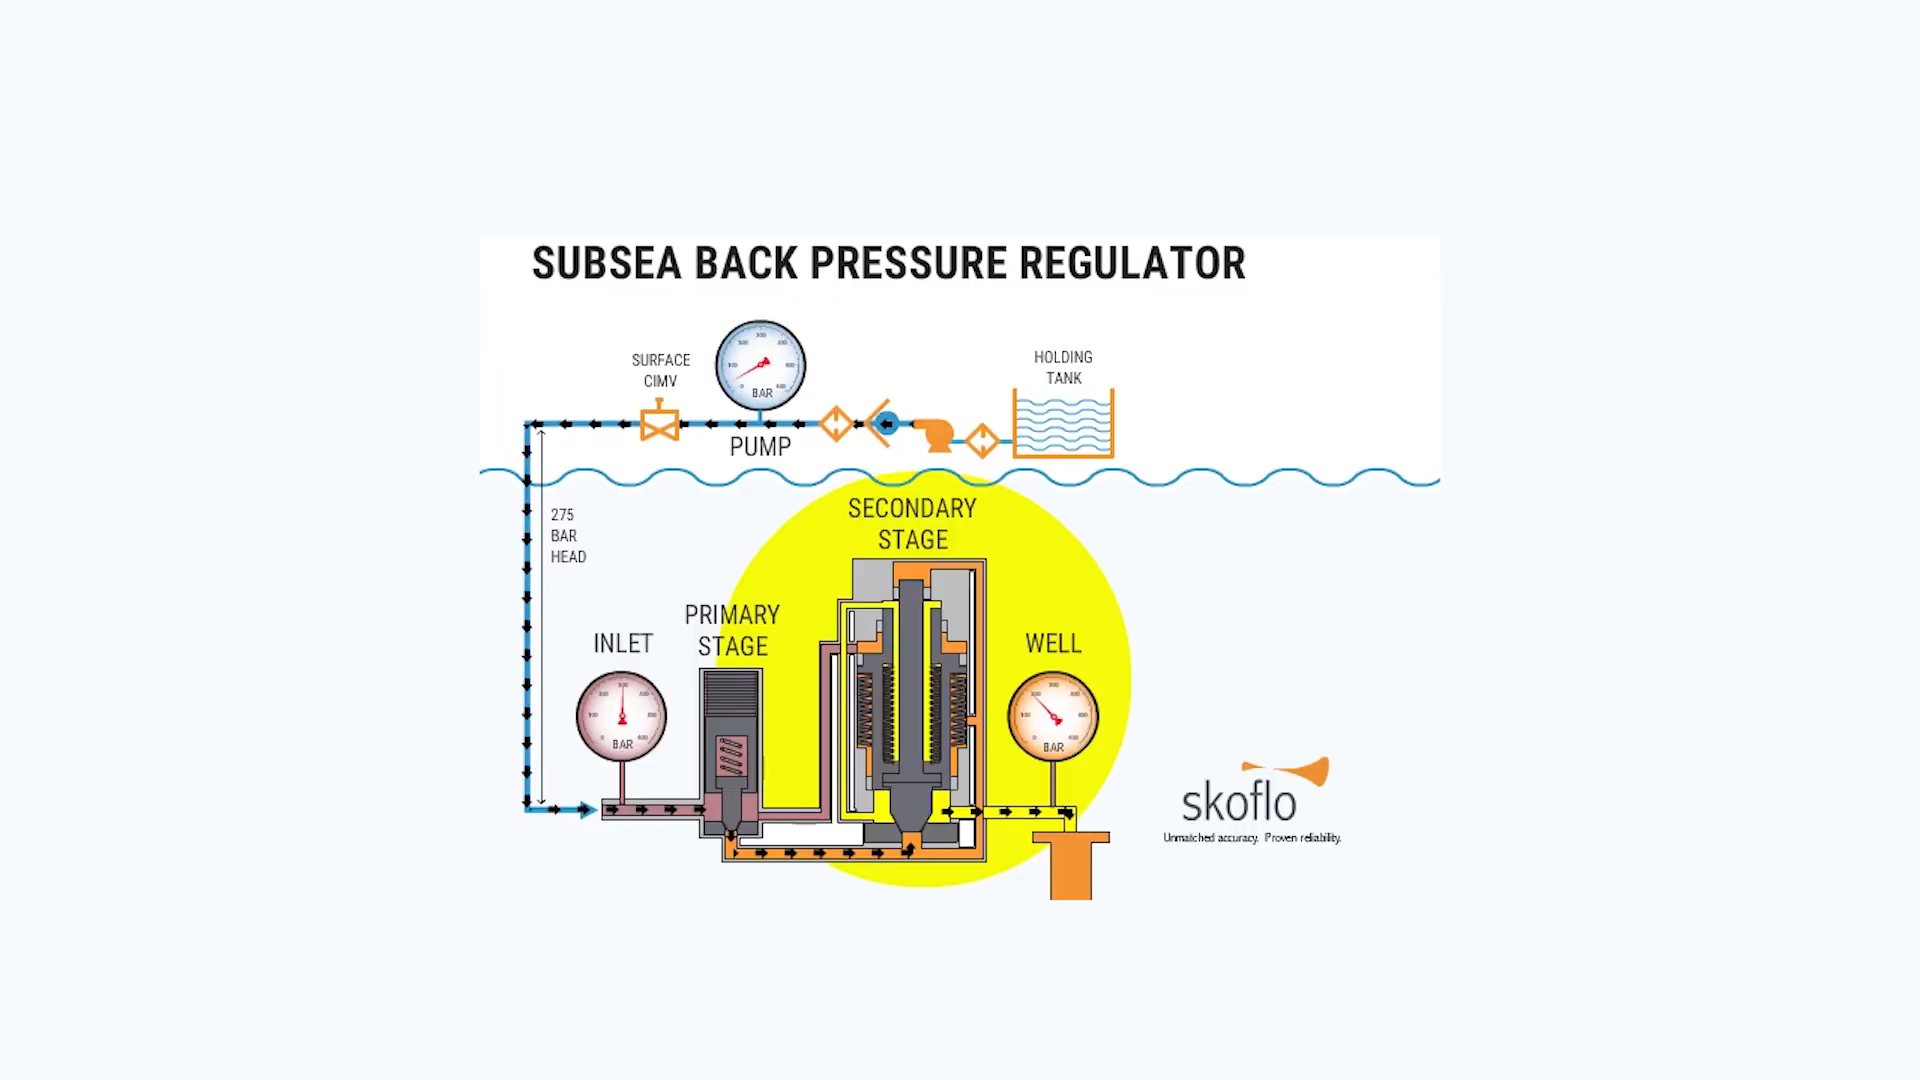 SUBSEA BACK PRESSURE REGULATOR
SURFACE
CIMV
BAR
HOLDING
TANK
PUMP
275
BAR
HEAD
SECONDARY
STAGE
PRIMARY
STAGE
INLET
WELL
BAR
BAR
skoflo
Unmatched accuracy. Proven reliability.